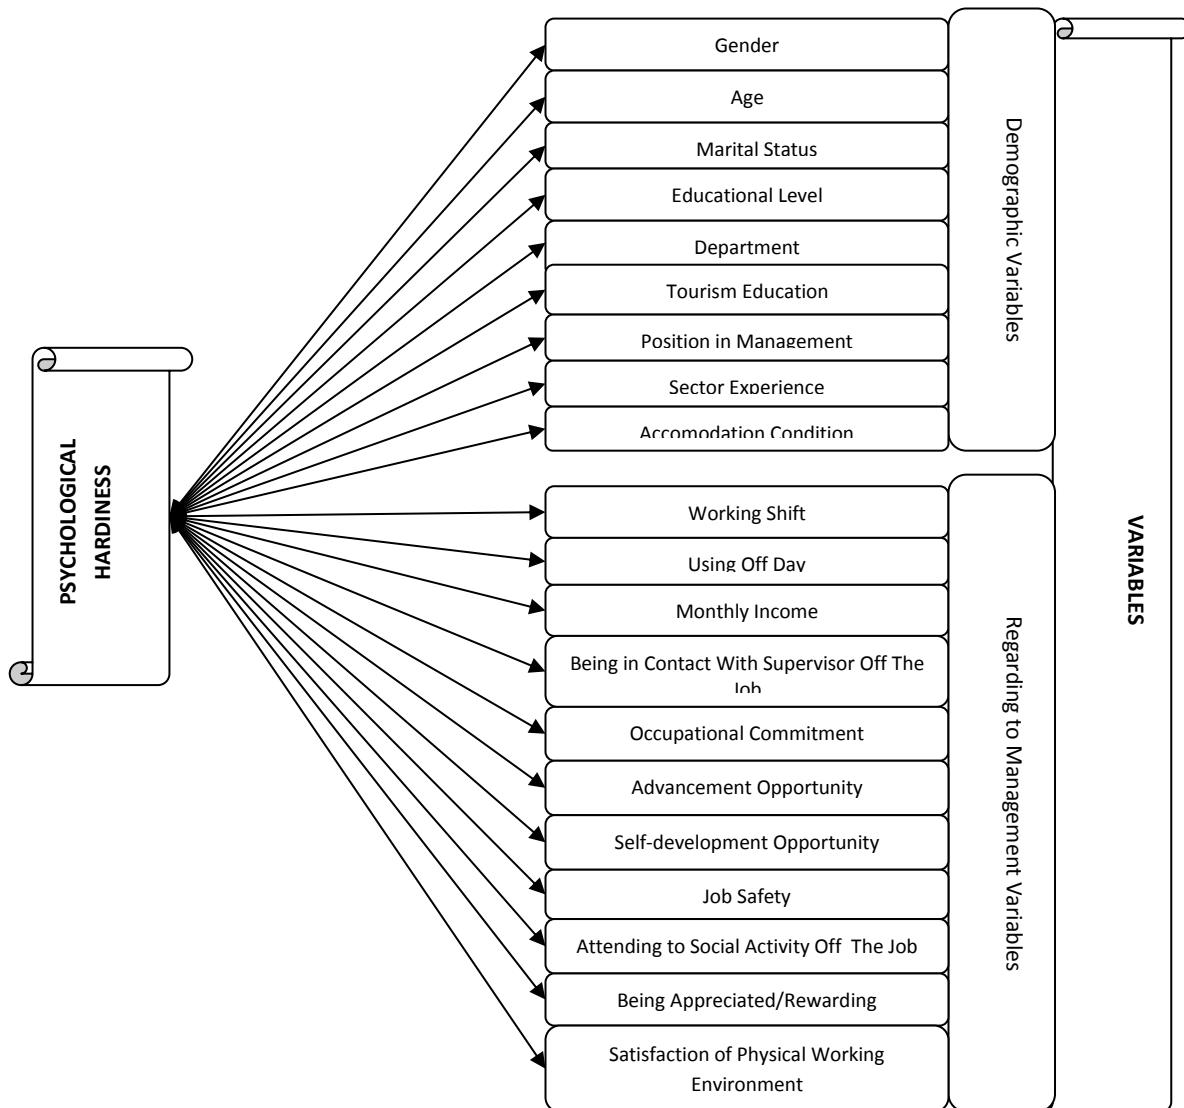 PSYCHOLOGICAL
HARDINESS
Gender
Age
Marital Status
Educational Level
Department
Tourism Education
Position in Management
Sector Experience
Accomodation Condition
Demographic Variables
Working Shift
Using Off Day
Monthly Income
Being in Contact With Supervisor Off The
Job
Occupational Commitment
Advancement Opportunity
Self-development Opportunity
Job Safety
Attending to Social Activity Off The Job
Being Appreciated/Rewarding
Satisfaction of Physical Working
Environment
Regarding to Management Variables
VARIABLES